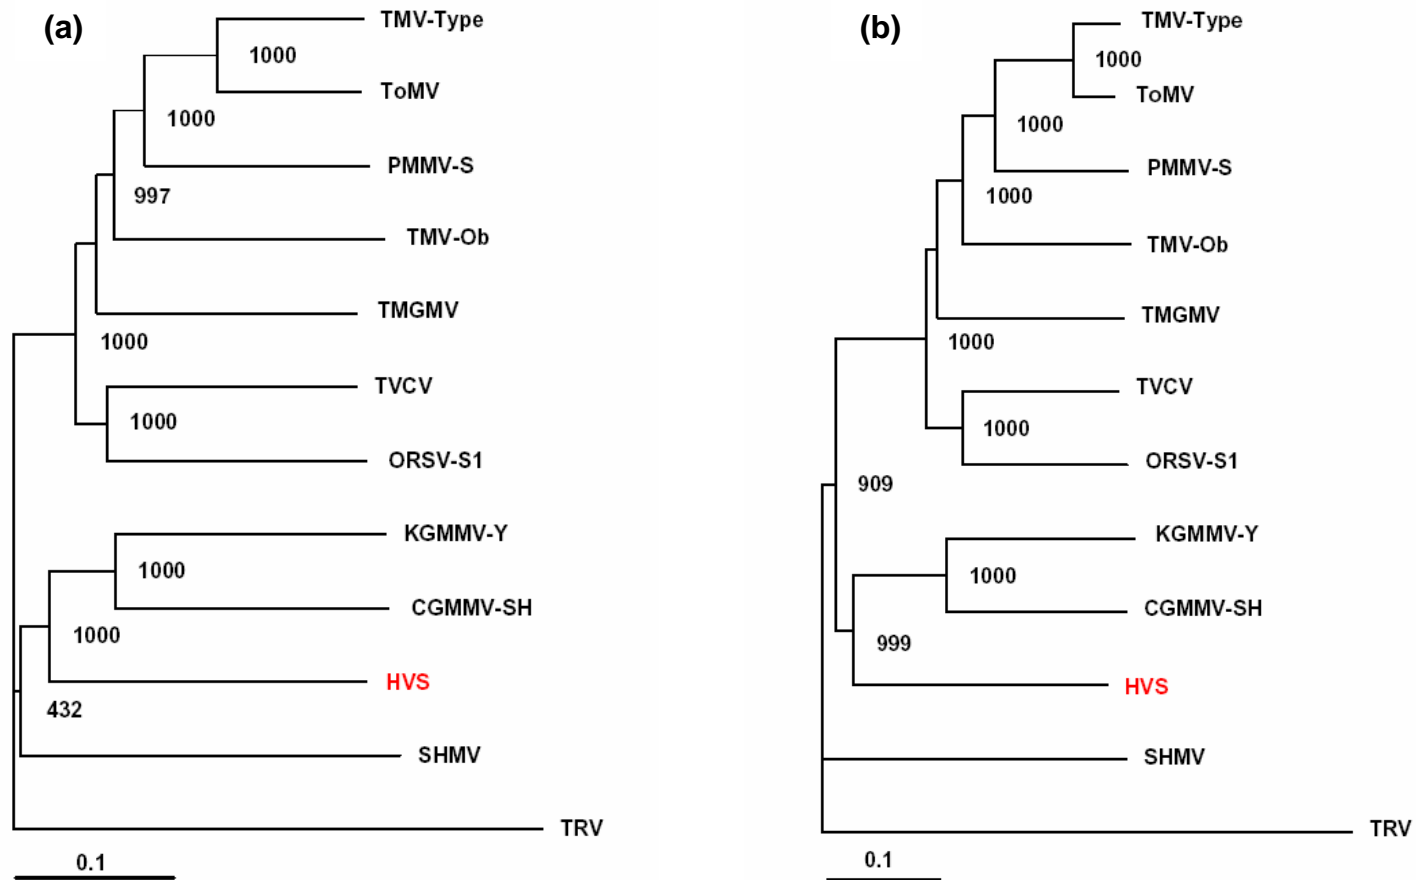 (a)
TMV-Type
1000
ToMV
1000
PMMV-S
997
TMV-Ob
TMGMV
1000
TVCV
1000
ORSV-S1
KGMMV-Y
1000
CGMMV-SH
1000
HVS
432
SHMV
TRV
0.1
(b)
TMV-Type
1000
ToMV
1000
PMMV-S
1000
TMV-Ob
TMGMV
1000
TVCV
1000
ORSV-S1
909
KGMMV-Y
1000
CGMMV-SH
999
HVS
SHMV
TRV
0.1